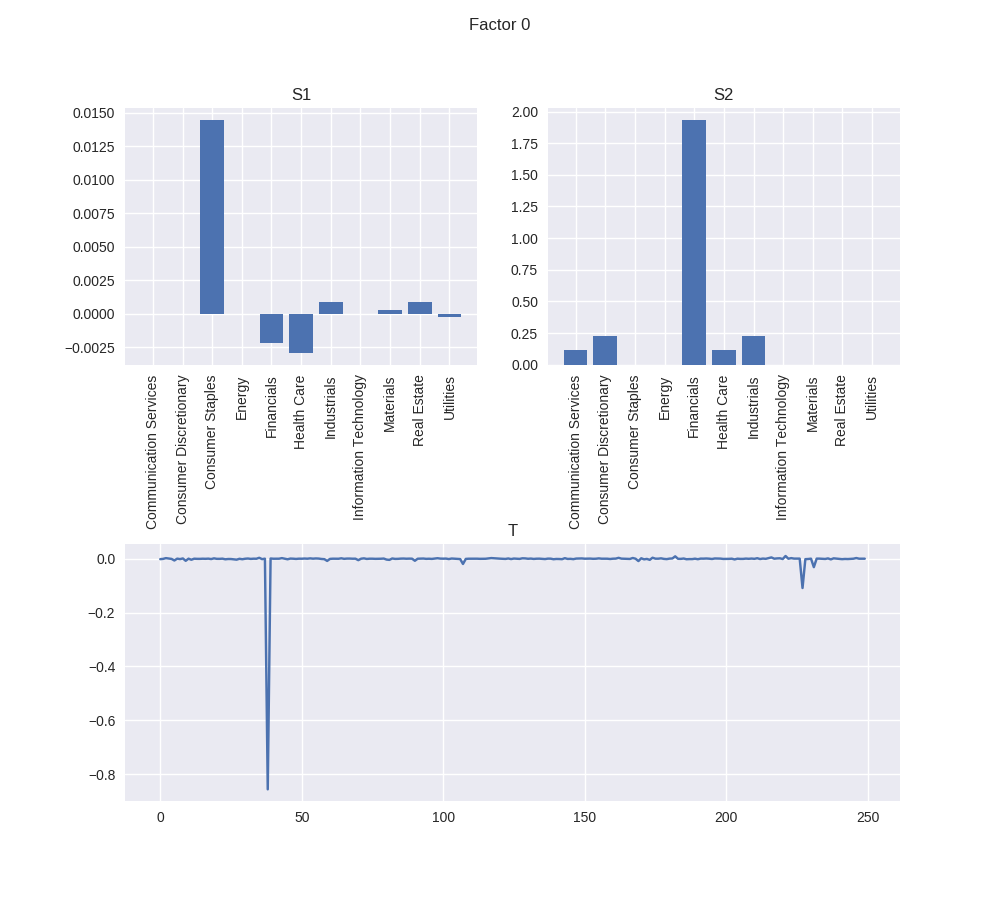 Factor 0
S1
0.0150
0.0125
0.0100
0.0075
0.0050
0.0025
0.0000
−0.0025
Communication Services
Consumer Discretionary
Consumer Staples
Energy
Financials
Health Care
Industrials
Information Technology
Materials
Real Estate
Utilities
S2
2.00
1.75
1.50
1.25
1.00
0.75
0.50
0.25
0.00
Communication Services
Consumer Discretionary
Consumer Staples
Energy
Financials
Health Care
Industrials
Information Technology
Materials
Real Estate
Utilities
T
0.0
−0.2
−0.4
−0.6
−0.8
0 50 100 150 200 250